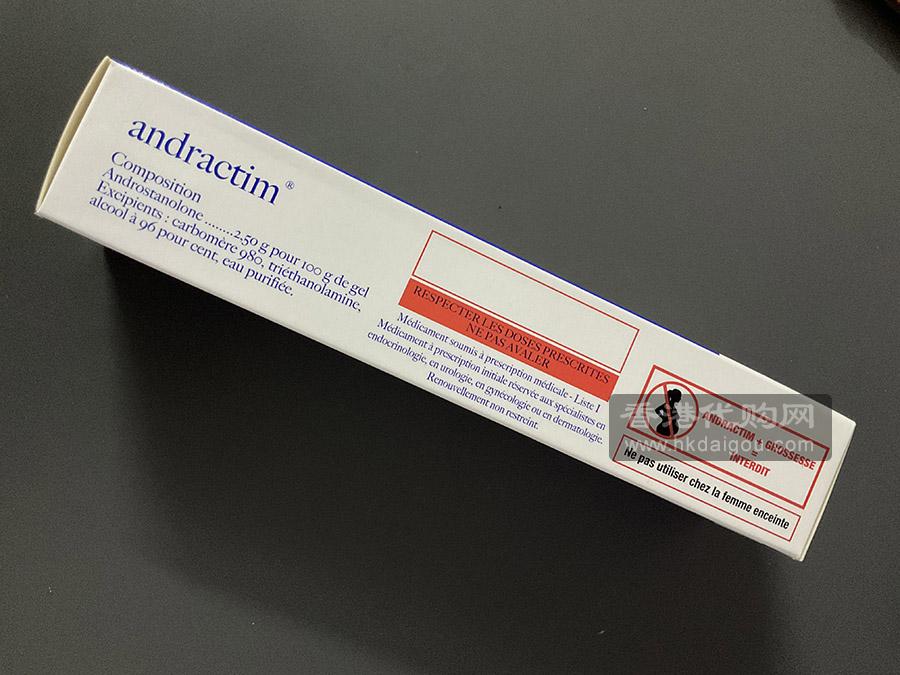 andractim®
Composition
Androstanolone ........2,50 g pour 100 g de gel
Excipients : carbomère 980, triéthanolamine,
alcool à 96 pour cent, eau purifiée.
RESPECTER LES DOSES PRESCRITES
NE PAS AVALER
Médicament soumis à prescription médicale - Liste I
Médicament à prescription initiale réservée aux spécialistes en
endocrinologie, en urologie, en gynécologie ou en dermatologie.
Renouvellement non restreint.
ANDRACTIM + GROSSESSE
=
INTERDIT
Ne pas utiliser chez la femme enceinte
香港代购网
www.hkdaigou.com